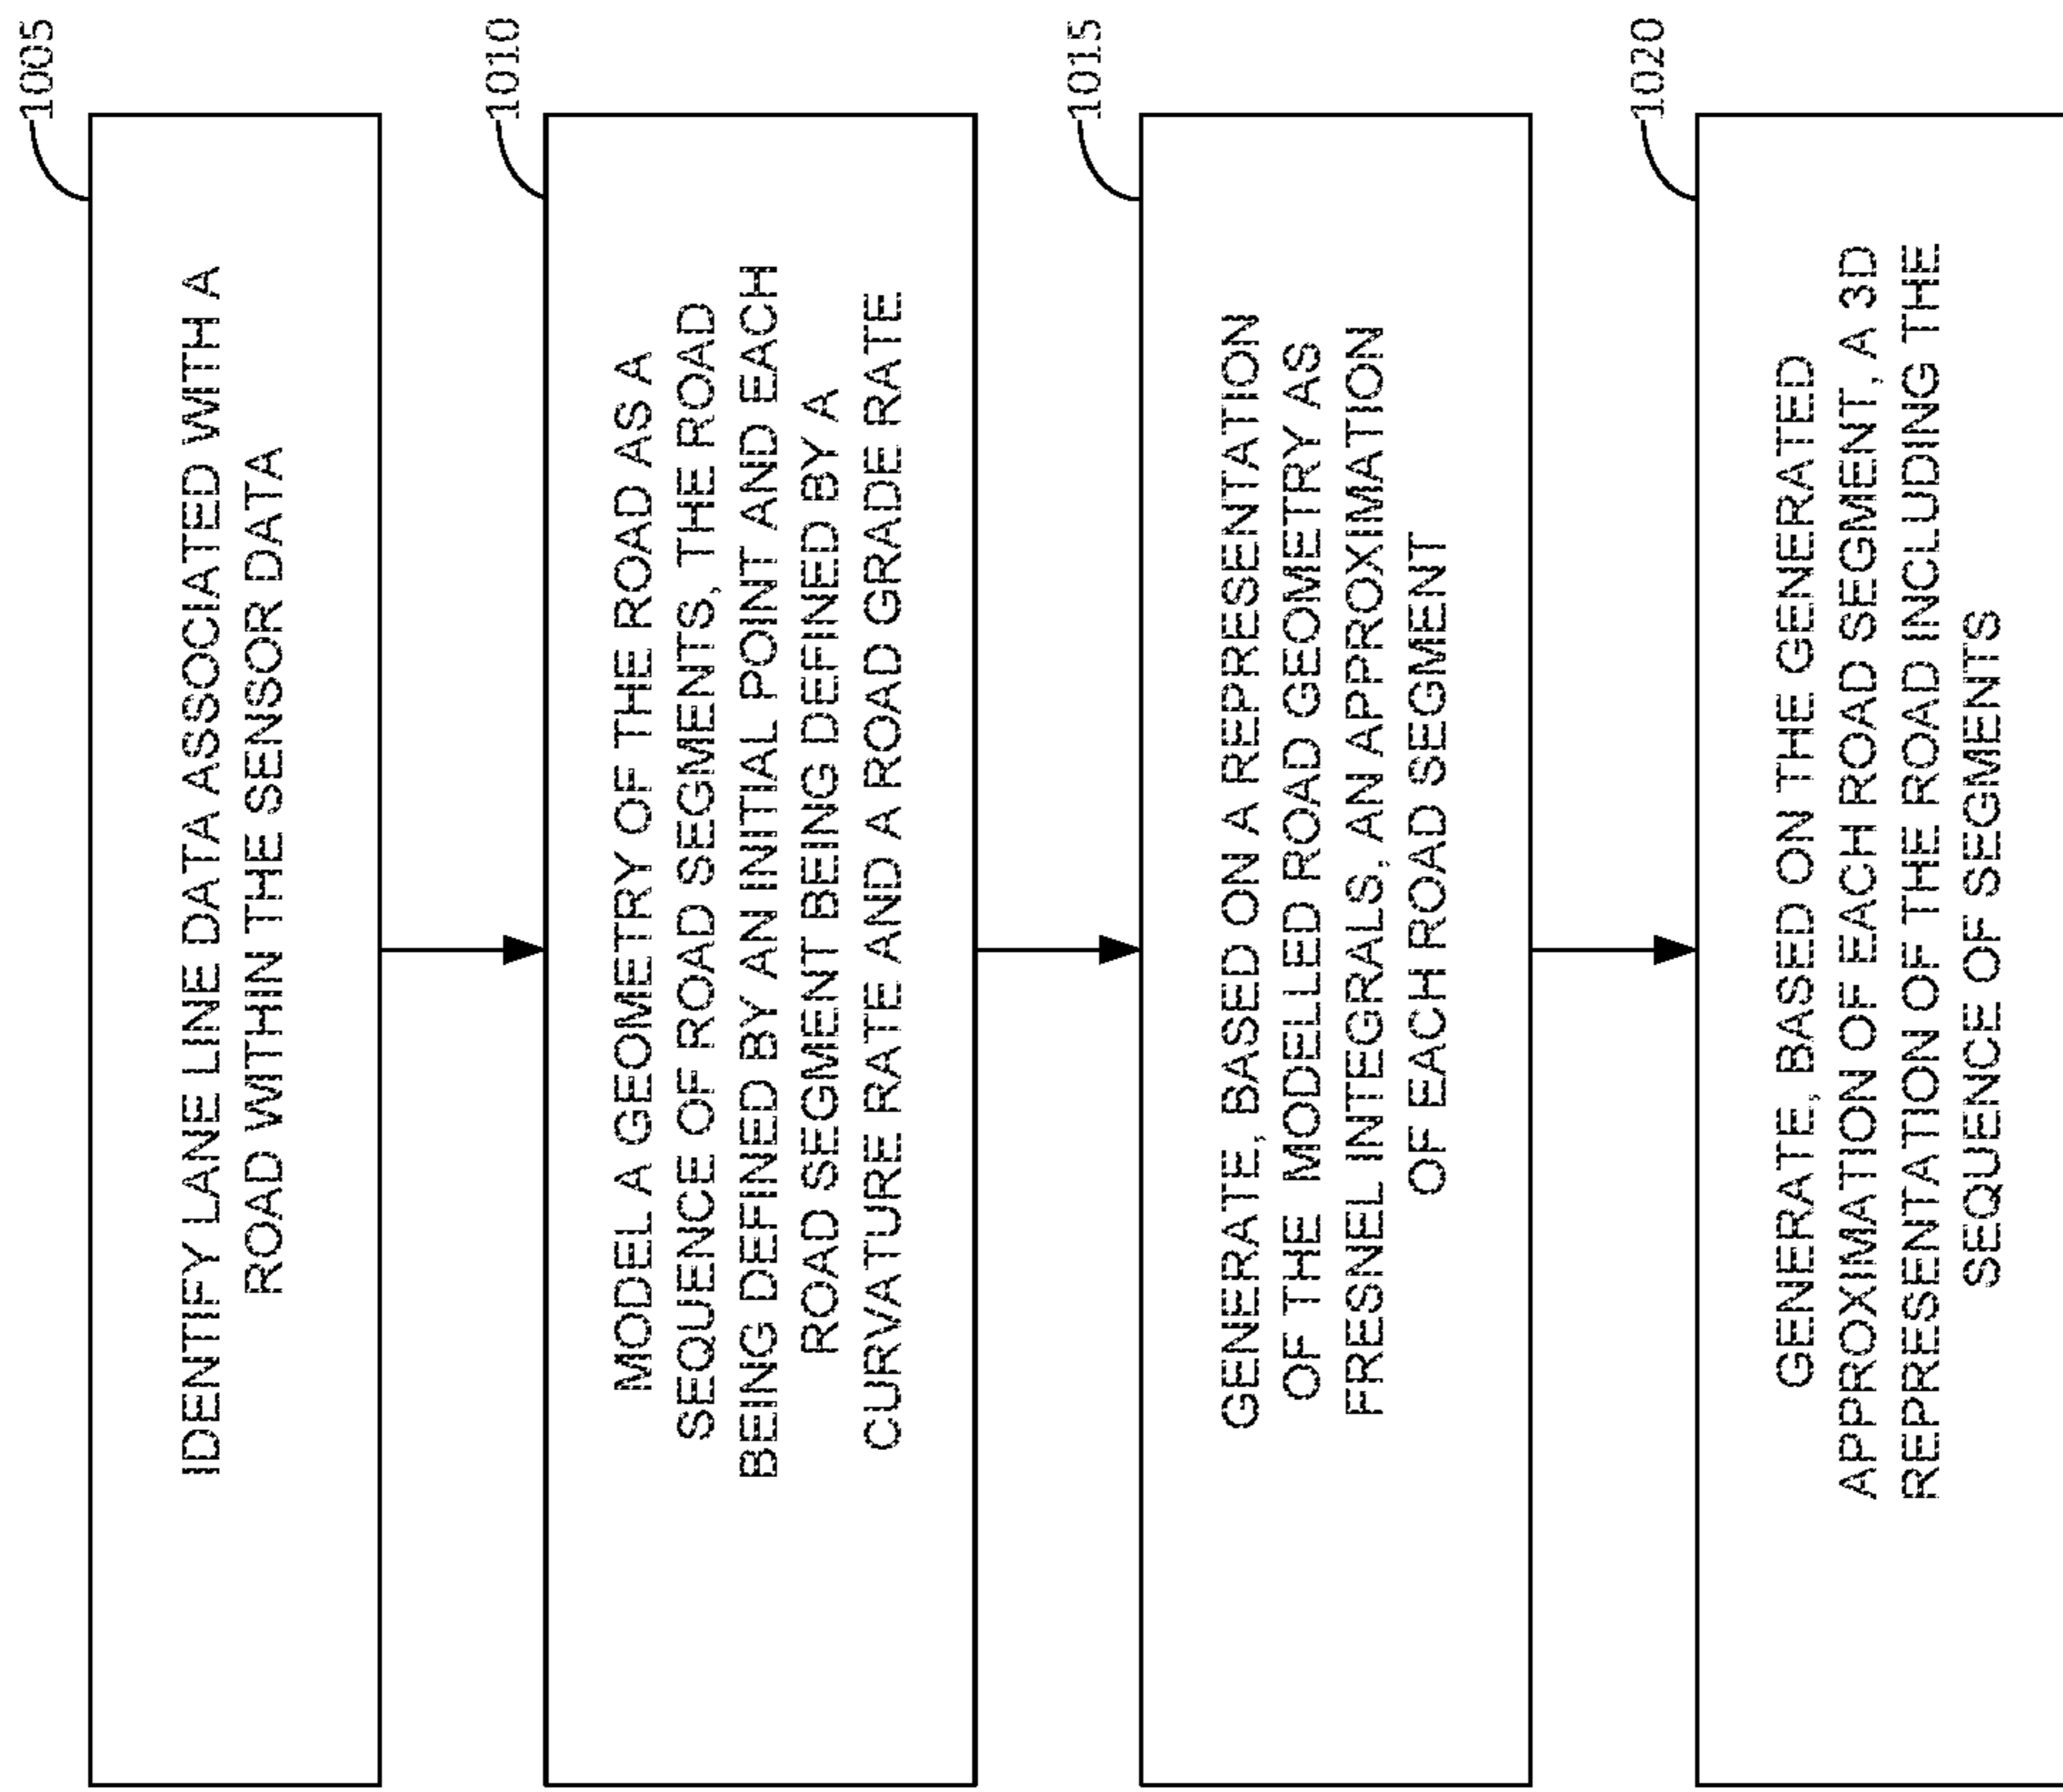 1005
IDENTIFY LANE LINE DATA ASSOCIATED WITH A
ROAD WITHIN THE SENSOR DATA
1010
MODEL A GEOMETRY OF THE ROAD AS A
SEQUENCE OF ROAD SEGMENTS, THE ROAD
BEING DEFINED BY AN INITIAL POINT AND EACH
ROAD SEGMENT BEING DEFINED BY A
CURVATURE RATE AND A ROAD GRADE RATE
1015
GENERATE, BASED ON A REPRESENTATION
OF THE MODELLED ROAD GEOMETRY AS
FRESNEL INTEGRALS, AN APPROXIMATION
OF EACH ROAD SEGMENT
1020
GENERATE, BASED ON THE GENERATED
APPROXIMATION OF EACH ROAD SEGMENT, A 3D
REPRESENTATION OF THE ROAD INCLUDING THE
SEQUENCE OF SEGMENTS